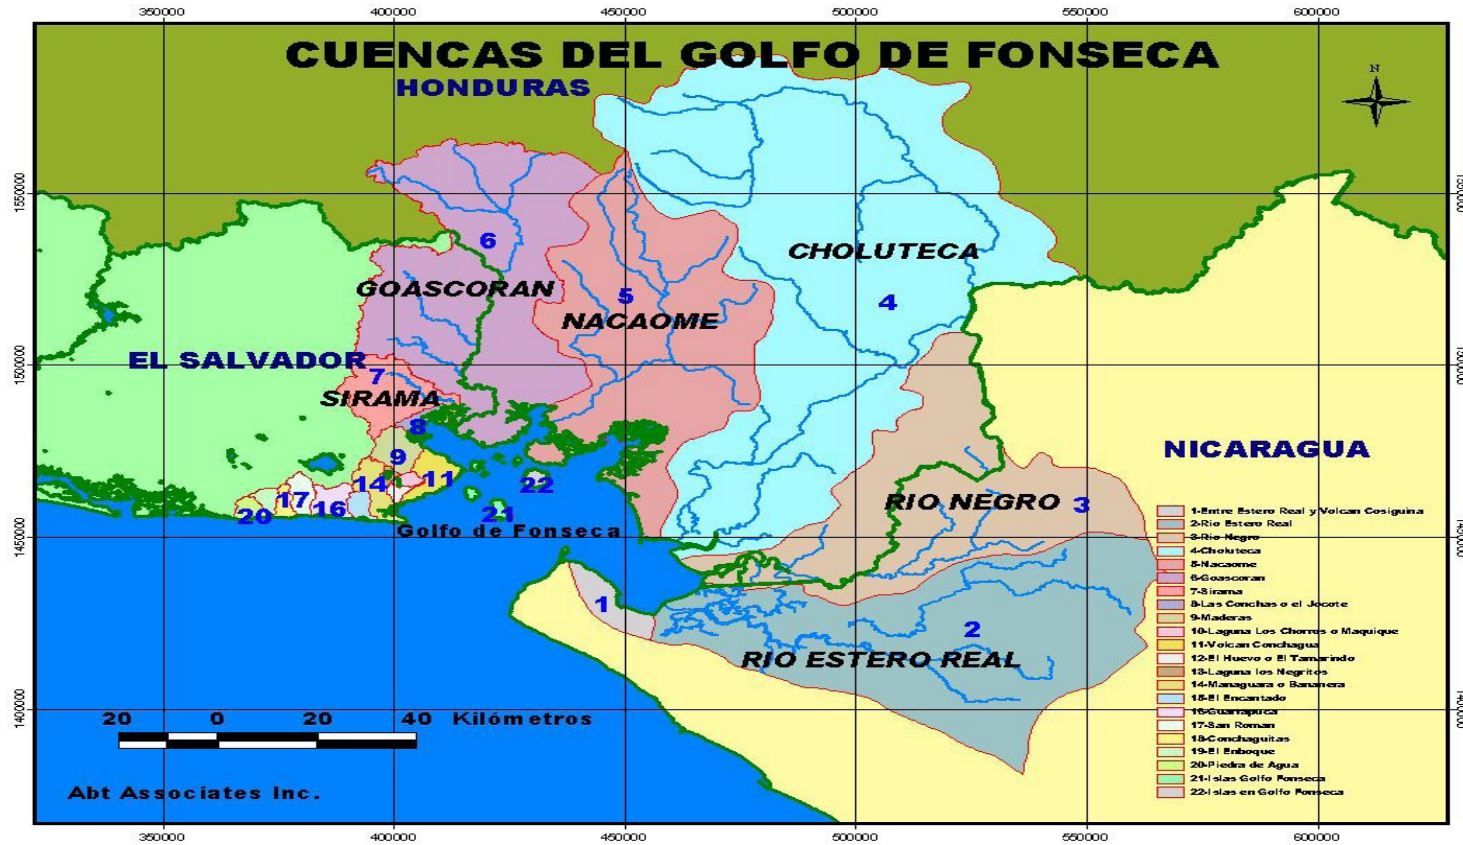 350000 400000 450000 500000 550000 600000
CUENCAS DEL GOLFO DE FONSECA
HONDURAS
N
1550000 1550000
6
CHOLUTECA
GOASCORAN
5
4
NACAOME
EL SALVADOR
1500000 1500000
7
SIRAMA
8
NICARAGUA
9
11
14
22
17
16
20
21
RIO NEGRO
3
Golfo de Fonseca
1450000 1450000
1
2
RIO ESTERO REAL
1-Entre Estero Real y Volcan Cosiguina
2-Rio Estero Real
3-Rio Negro
4-Choluteca
5-Nacaome
6-Goascoran
7-Sirama
8-Las Conchas o el Jocote
9-Maderas
10-Laguna Los Chorros o Maquique
11-Volcan Conchagua
12-El Huevo o El Tamarindo
13-Laguna los Negritos
14-Managuara o Bananera
15-El Encantado
16-Guarrapuca
17-San Roman
18-Conchaguitas
19-El Enboque
20-Piedra de Agua
21-Islas Golfo Fonseca
22-Islas en Golfo Fonseca
1400000 1400000
20 0 20 40 Kilómetros
Abt Associates Inc.
350000 400000 450000 500000 550000 600000